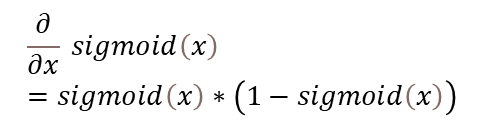 ∂/∂x sigmoid(x)
= sigmoid(x) * (1 − sigmoid(x))